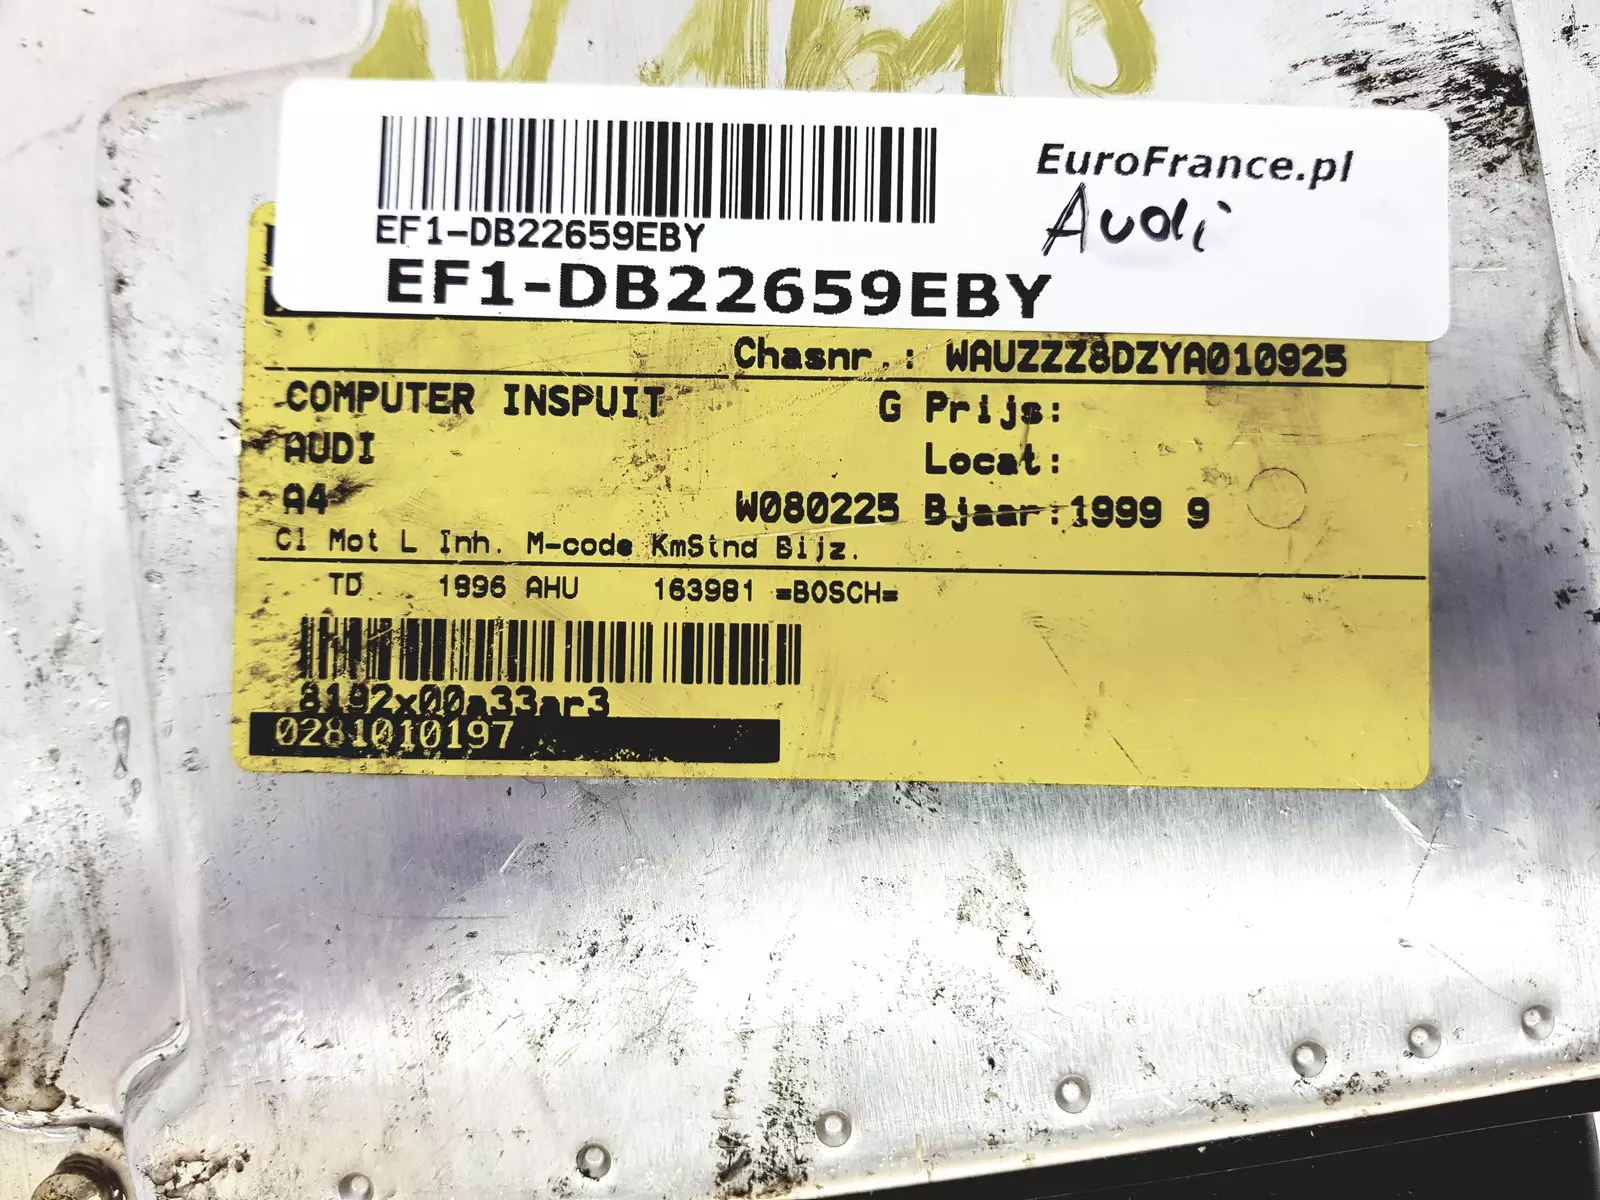 EuroFrance.pl
Audi
EF1-DB22659EBY
EF1-DB22659EBY
Chasnr.: WAUZZZ8DZYA010925
COMPUTER INSPUIT G Prijs:
AUDI Locat:
A4 W080225 Bjaar:1999 9
Cl Mot L Inh. M-code KmStnd Bijz.
TD 1896 AHU 163981 =BOSCH=
8192x00a33ar3
0281010197